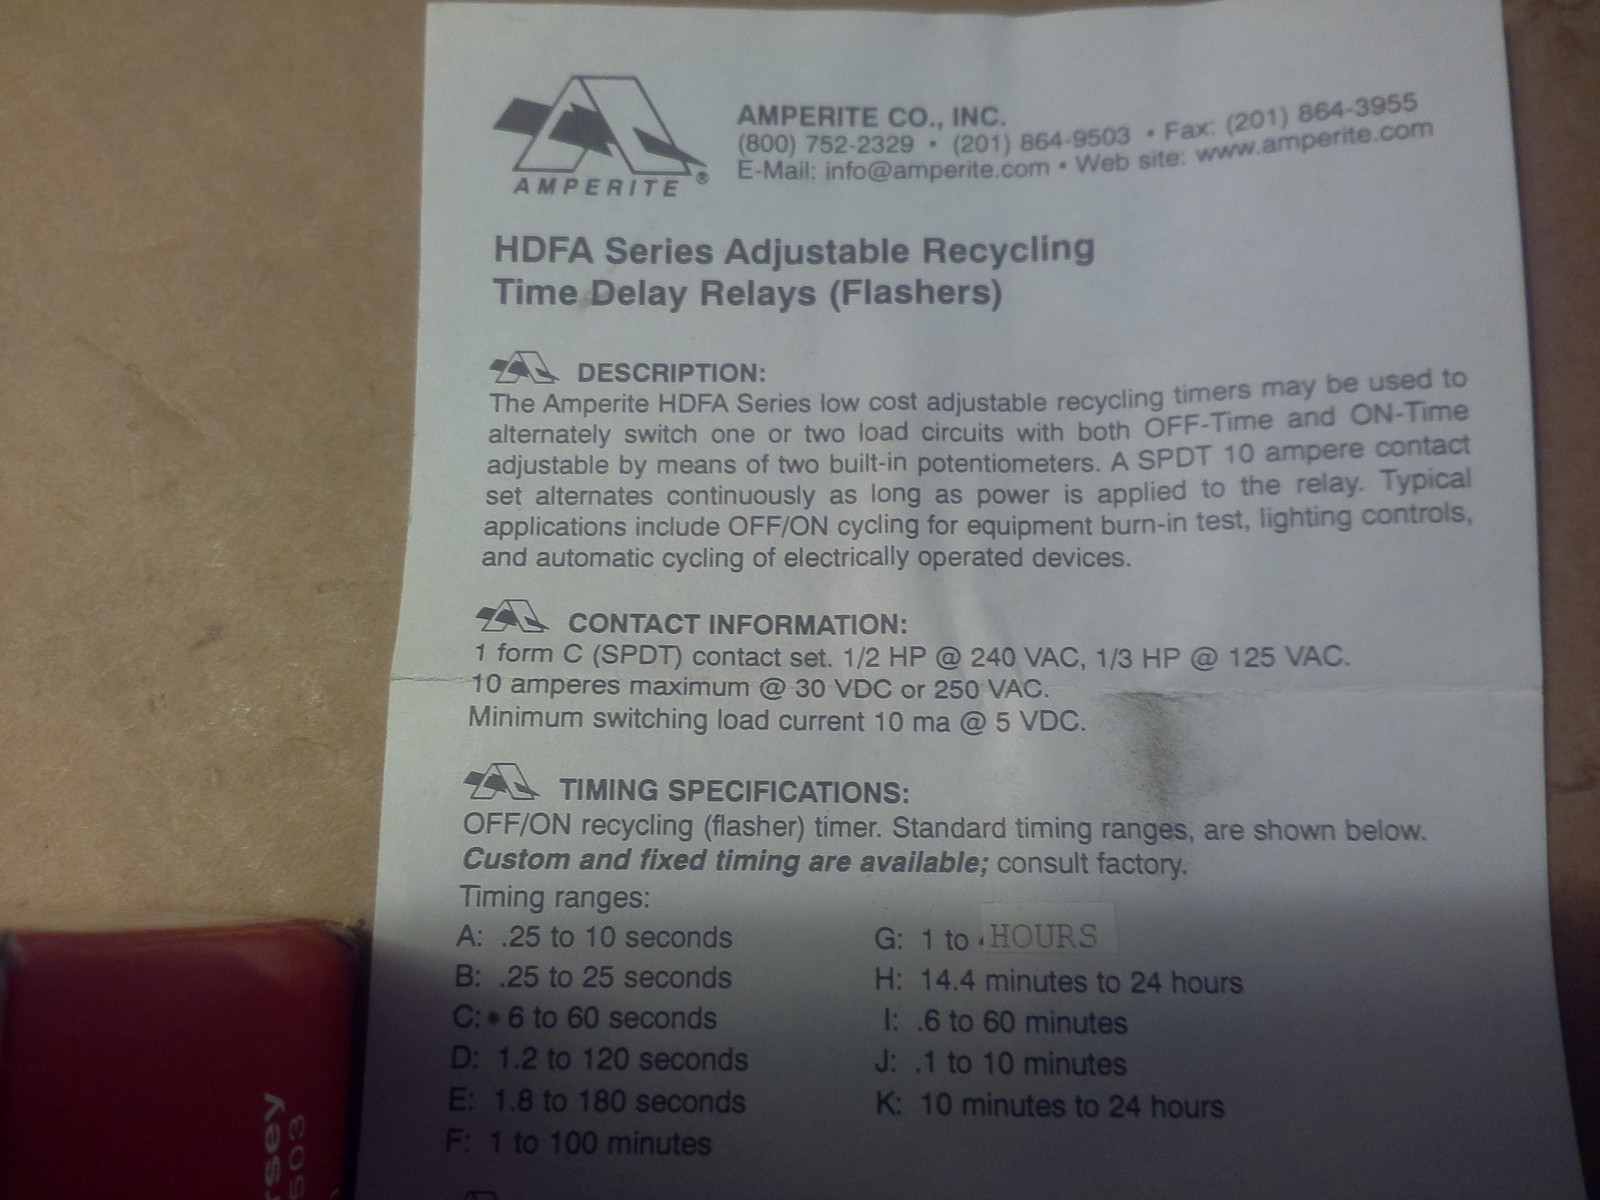 AMPERITE®
AMPERITE CO., INC.
(800) 752-2329 • (201) 864-9503 • Fax: (201) 864-3955
E-Mail: info@amperite.com • Web site: www.amperite.com
HDFA Series Adjustable Recycling
Time Delay Relays (Flashers)
DESCRIPTION:
The Amperite HDFA Series low cost adjustable recycling timers may be used to
alternately switch one or two load circuits with both OFF-Time and ON-Time
adjustable by means of two built-in potentiometers. A SPDT 10 ampere contact
set alternates continuously as long as power is applied to the relay. Typical
applications include OFF/ON cycling for equipment burn-in test, lighting controls,
and automatic cycling of electrically operated devices.
CONTACT INFORMATION:
1 form C (SPDT) contact set. 1/2 HP @ 240 VAC, 1/3 HP @ 125 VAC.
10 amperes maximum @ 30 VDC or 250 VAC.
Minimum switching load current 10 ma @ 5 VDC.
TIMING SPECIFICATIONS:
OFF/ON recycling (flasher) timer. Standard timing ranges, are shown below.
Custom and fixed timing are available; consult factory.
Timing ranges:
A: .25 to 10 seconds
B: .25 to 25 seconds
C: 6 to 60 seconds
D: 1.2 to 120 seconds
E: 1.8 to 180 seconds
F: 1 to 100 minutes
G: 1 to HOURS
H: 14.4 minutes to 24 hours
I: .6 to 60 minutes
J: .1 to 10 minutes
K: 10 minutes to 24 hours
rsey
503